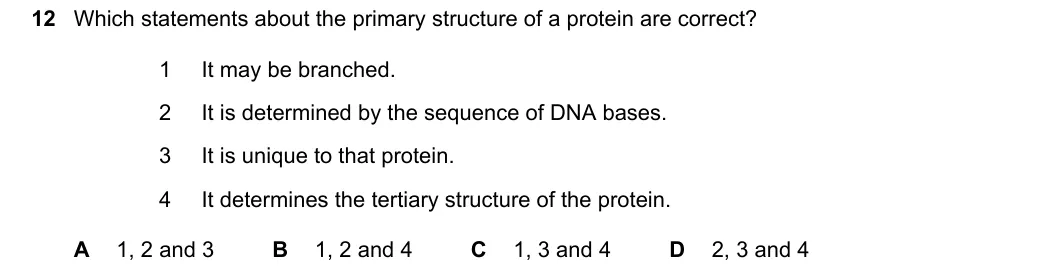 12 Which statements about the primary structure of a protein are correct?
1 It may be branched.
2 It is determined by the sequence of DNA bases.
3 It is unique to that protein.
4 It determines the tertiary structure of the protein.
A 1, 2 and 3 B 1, 2 and 4 C 1, 3 and 4 D 2, 3 and 4